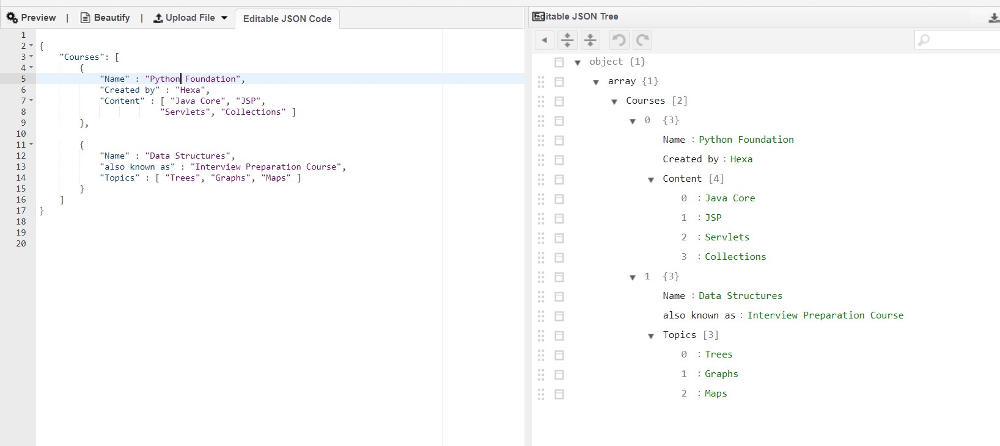 Preview | Beautify | Upload File Editable JSON Code
1
2 {
3 "Courses": [
4 {
5 "Name" : "Python Foundation",
6 "Created by" : "Hexa",
7 "Content" : [ "Java Core", "JSP",
8 "Servlets", "Collections" ]
9 },
10
11 {
12 "Name" : "Data Structures",
13 "also known as" : "Interview Preparation Course",
14 "Topics" : [ "Trees", "Graphs", "Maps" ]
15 }
16 ]
17 }
18
19
20
Editable JSON Tree
object {1}
array {1}
Courses [2]
0 {3}
Name : Python Foundation
Created by : Hexa
Content [4]
0 : Java Core
1 : JSP
2 : Servlets
3 : Collections
1 {3}
Name : Data Structures
also known as : Interview Preparation Course
Topics [3]
0 : Trees
1 : Graphs
2 : Maps